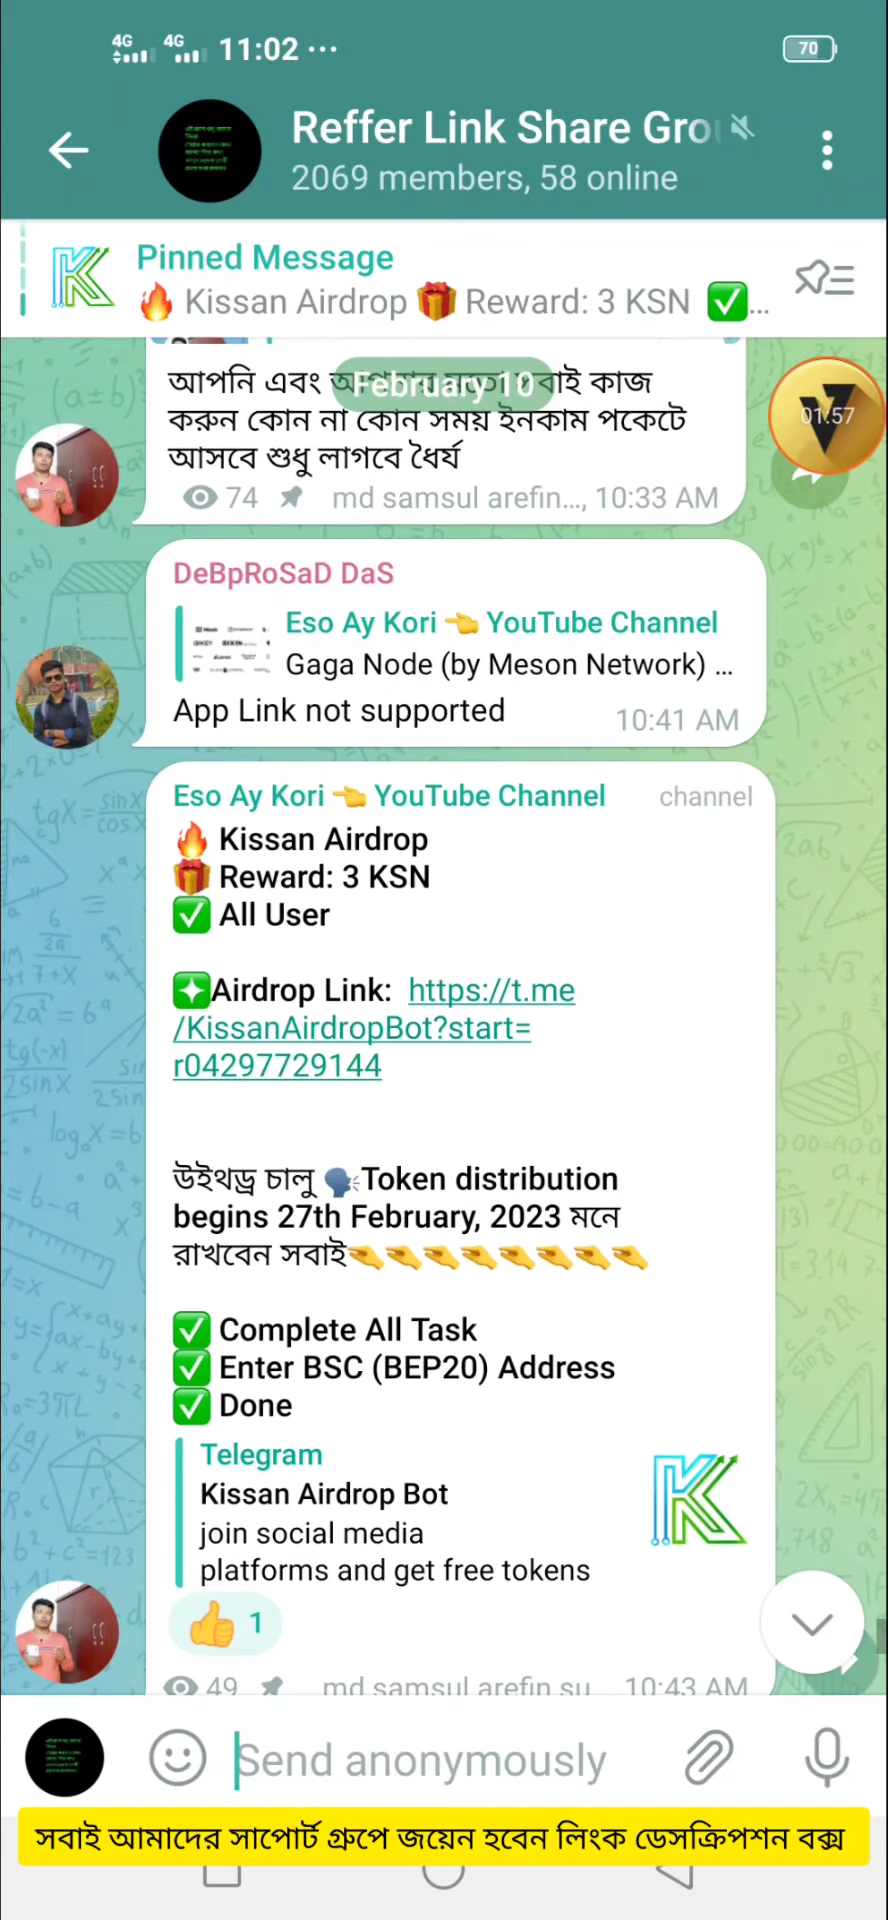 4G 4G 11:02 ... 70
Reffer Link Share Gro
2069 members, 58 online
Pinned Message
🔥 Kissan Airdrop 🎁 Reward: 3 KSN ✅...
February 10
আপনি এবং আপনার মতো সবাই কাজ
করুন কোন না কোন সময় ইনকাম পকেটে
আসবে শুধু লাগবে ধৈর্য
01:57
74 md samsul arefin..., 10:33 AM
DeBpRoSaD DaS
Eso Ay Kori 👈 YouTube Channel
Gaga Node (by Meson Network) ...
App Link not supported 10:41 AM
Eso Ay Kori 👈 YouTube Channel channel
🔥 Kissan Airdrop
🎁 Reward: 3 KSN
✅ All User
❇️Airdrop Link: https://t.me
/KissanAirdropBot?start=
r04297729144
উইথড্র চালু 🗣️Token distribution
begins 27th February, 2023 মনে
রাখবেন সবাই🤏🤏🤏🤏🤏🤏🤏🤏
✅ Complete All Task
✅ Enter BSC (BEP20) Address
✅ Done
Telegram
Kissan Airdrop Bot
join social media
platforms and get free tokens
👍 1
49 md samsul arefin su 10:43 AM
Send anonymously
সবাই আমাদের সাপোর্ট গ্রুপে জয়েন হবেন লিংক ডেসক্রিপশন বক্স